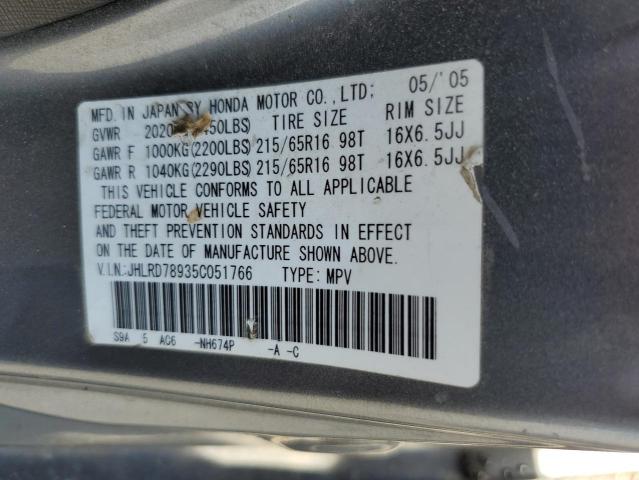 MFD. IN JAPAN BY HONDA MOTOR CO., LTD; 05/'05
GVWR 2020 450LBS) TIRE SIZE RIM SIZE
GAWR F 1000KG(2200LBS) 215/65R16 98T 16X6.5JJ
GAWR R 1040KG(2290LBS) 215/65R16 98T 16X6.5JJ
THIS VEHICLE CONFORMS TO ALL APPLICABLE
FEDERAL MOTOR VEHICLE SAFETY
AND THEFT PREVENTION STANDARDS IN EFFECT
ON THE DATE OF MANUFACTURE SHOWN ABOVE.
V.I.N:JHLRD78935C051766 TYPE: MPV
S9A 5 AC6 -NH674P -A -C